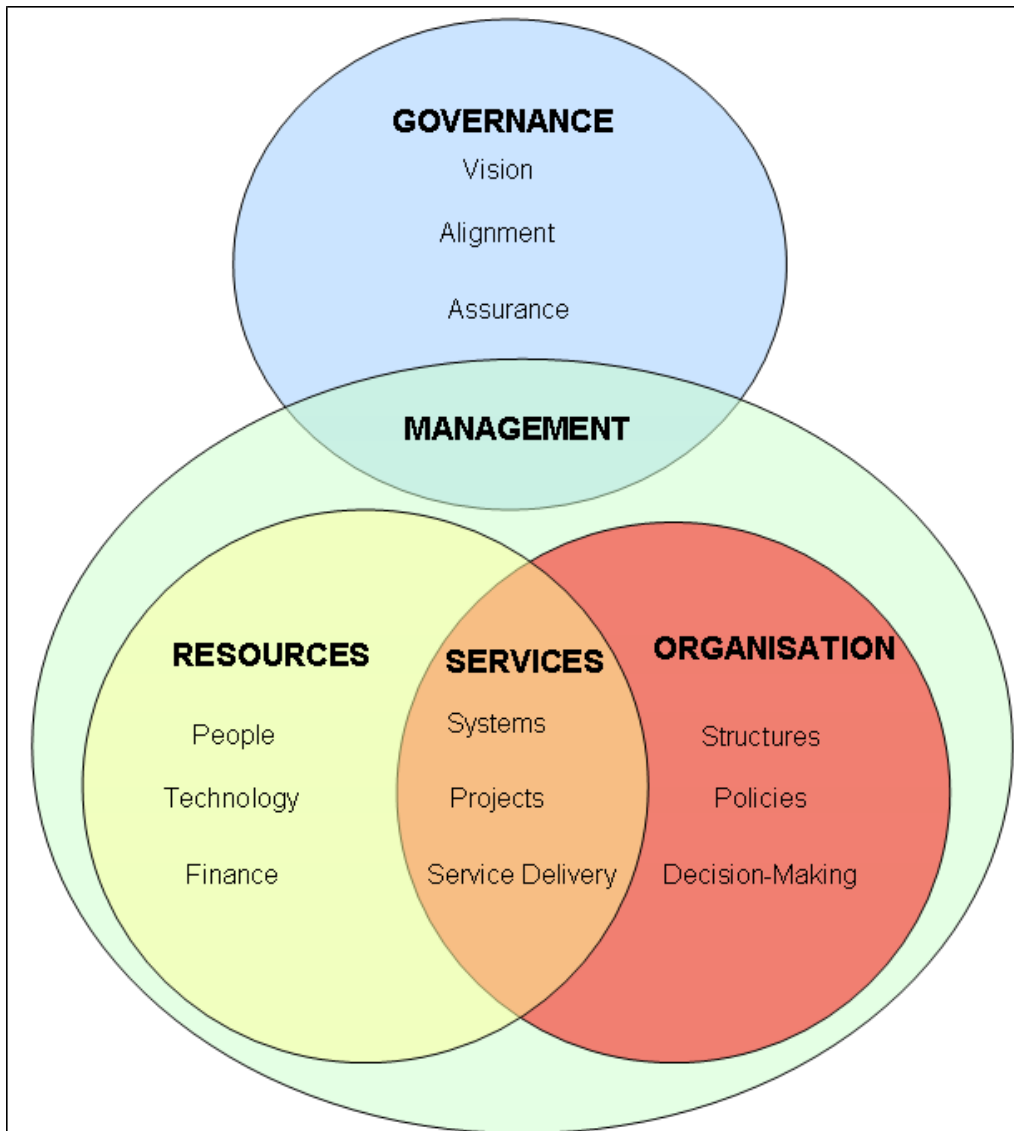 GOVERNANCE
Vision
Alignment
Assurance
MANAGEMENT
RESOURCES
People
Technology
Finance
SERVICES
Systems
Projects
Service Delivery
ORGANISATION
Structures
Policies
Decision-Making